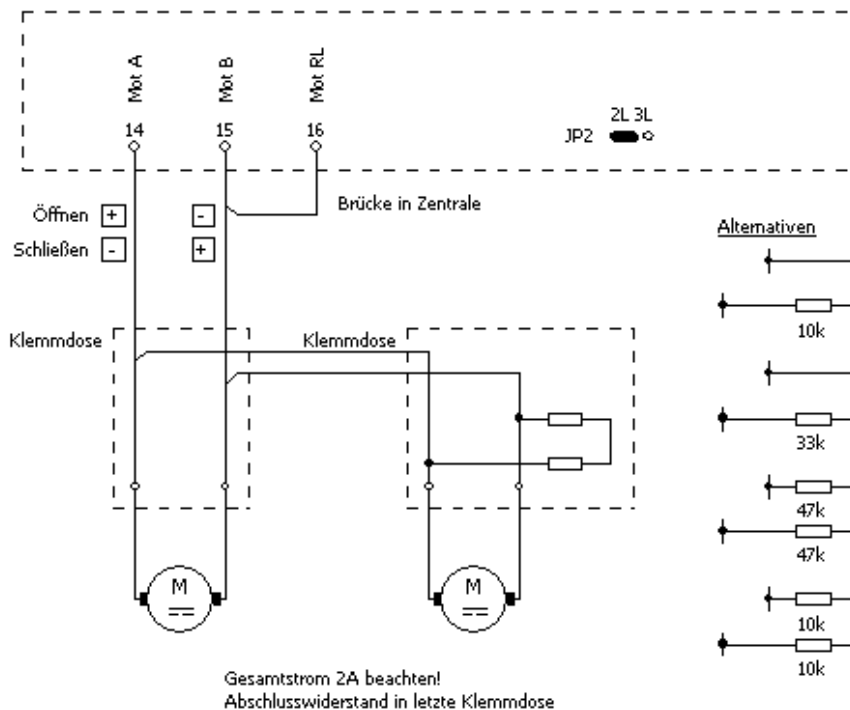 Mot A
Mot B
Mot RL
14
15
16
2L 3L
JP2
Öffnen + -
Brücke in Zentrale
Schließen - +
Alternativen
10k
Klemmdose
Klemmdose
33k
47k
47k
M
M
10k
10k
Gesamtstrom 2A beachten!
Abschlusswiderstand in letzte Klemmdose